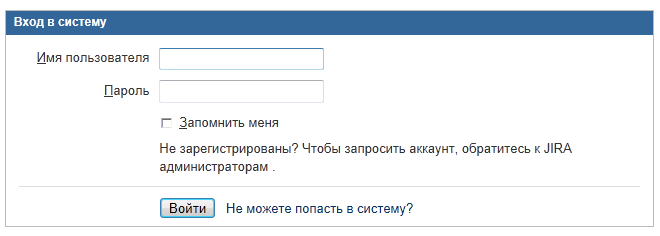 Вход в систему
Имя пользователя
Пароль
Запомнить меня
Не зарегистрированы? Чтобы запросить аккаунт, обратитесь к JIRA
администраторам .
Войти Не можете попасть в систему?